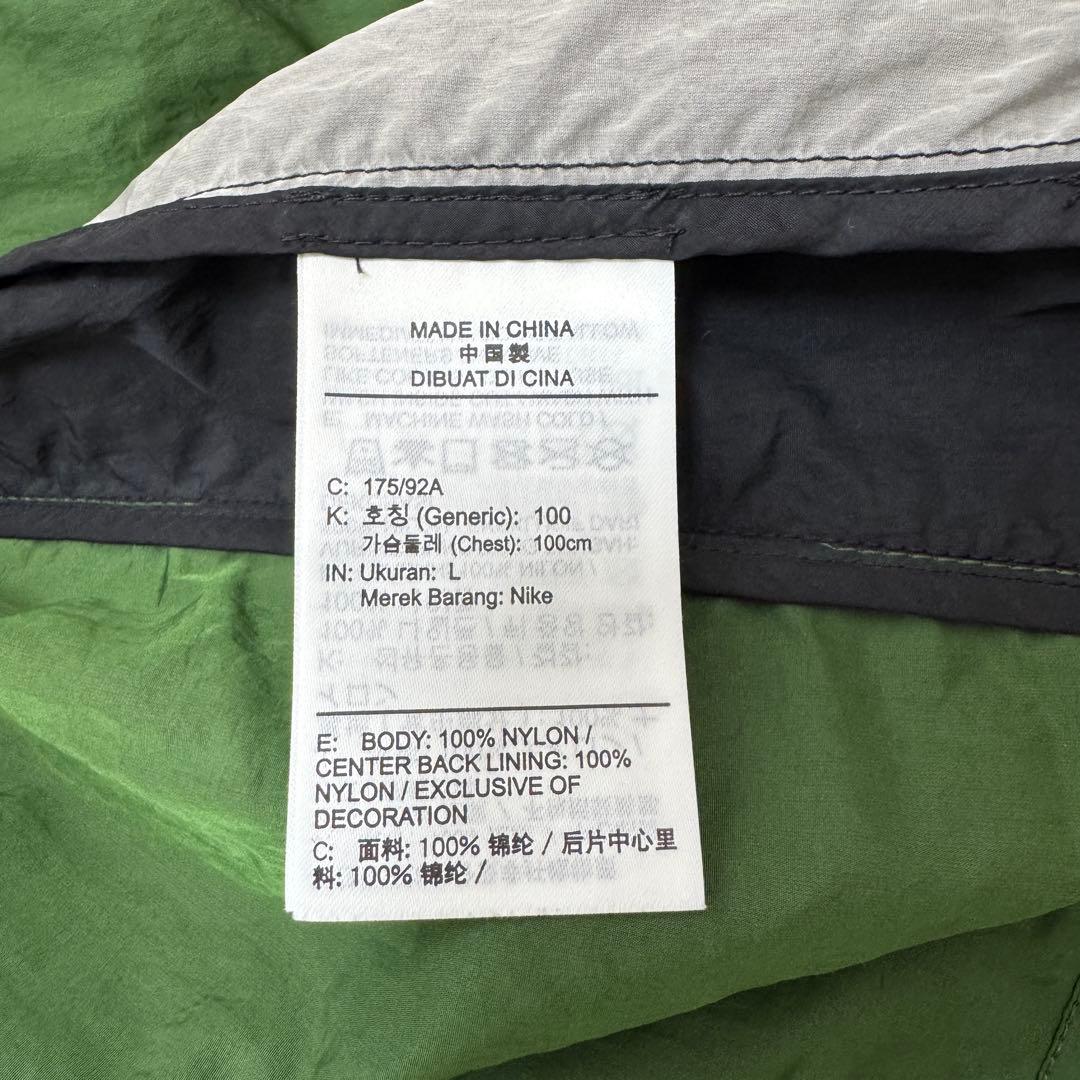 MADE IN CHINA
中国製
DIBUAT DI CINA
C: 175/92A
K: 호칭 (Generic): 100
가슴둘레 (Chest): 100cm
IN: Ukuran: L
Merek Barang: Nike
E: BODY: 100% NYLON /
CENTER BACK LINING: 100%
NYLON / EXCLUSIVE OF
DECORATION
C: 面料: 100% 锦纶 / 后片中心里
料: 100% 锦纶 /